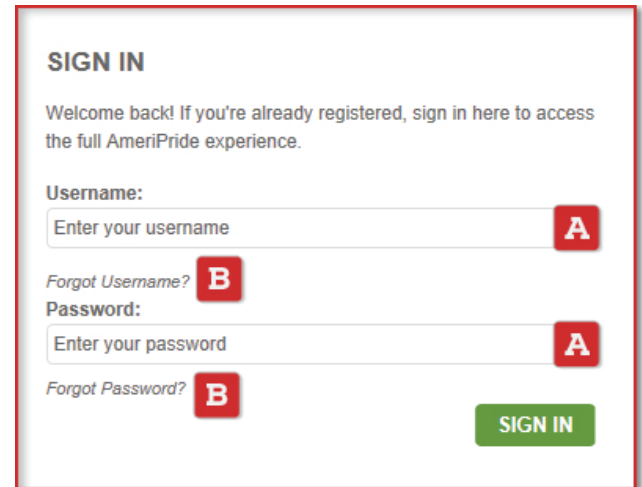 SIGN IN
Welcome back! If you're already registered, sign in here to access
the full AmeriPride experience.
Username:
Enter your username A
Forgot Username? B
Password:
Enter your password A
Forgot Password? B
SIGN IN